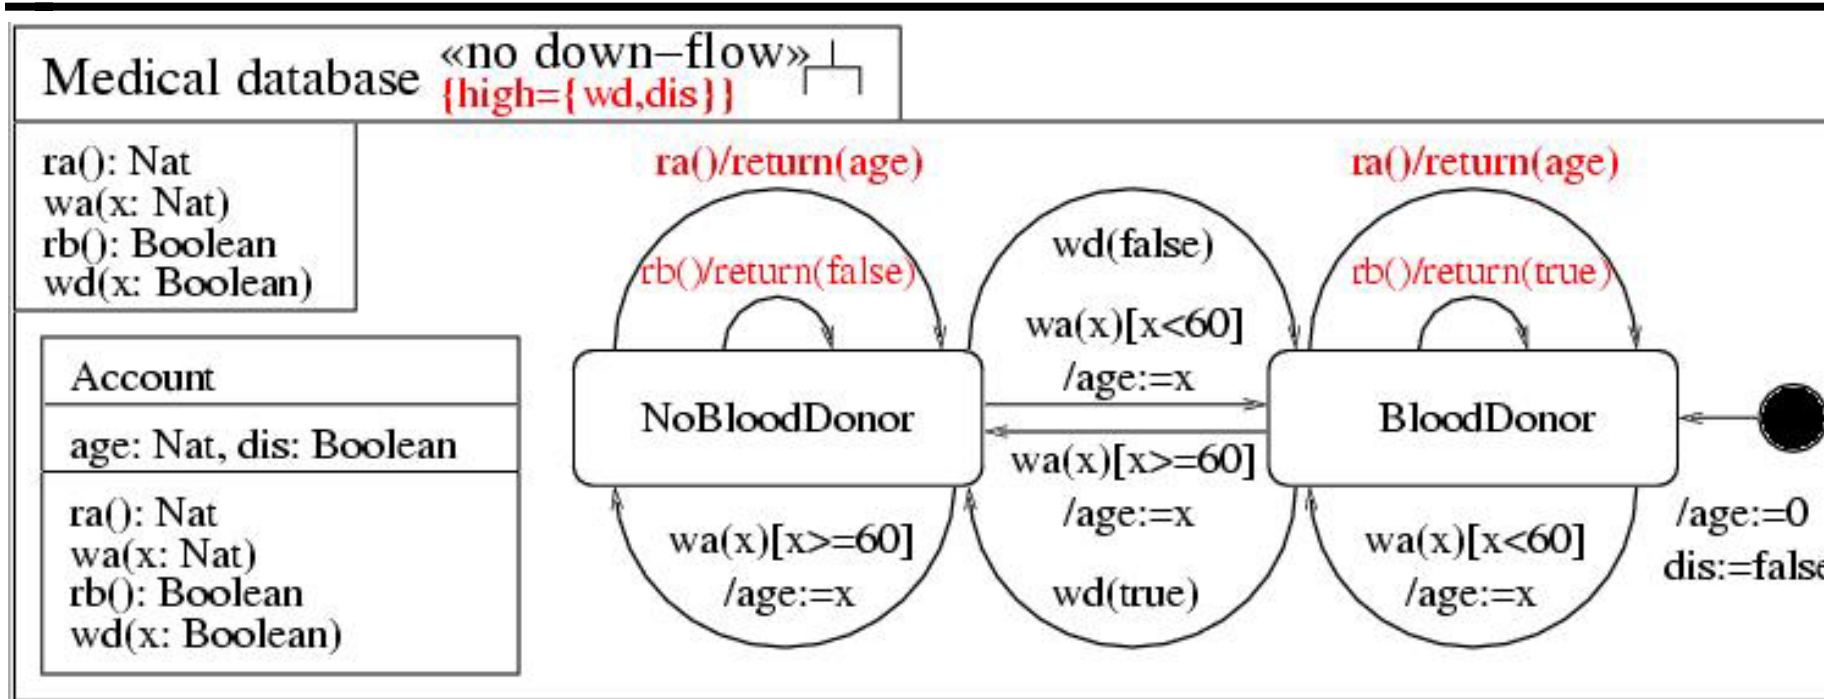 Medical database «no down–flow»
{high={wd,dis}}
ra(): Nat
wa(x: Nat)
rb(): Boolean
wd(x: Boolean)
Account
age: Nat, dis: Boolean
ra(): Nat
wa(x: Nat)
rb(): Boolean
wd(x: Boolean)
ra()/return(age)
rb()/return(false)
NoBloodDonor
wa(x)[x>=60]
/age:=x
wd(false)
wa(x)[x<60]
/age:=x
wa(x)[x>=60]
/age:=x
wd(true)
ra()/return(age)
rb()/return(true)
BloodDonor
wa(x)[x<60]
/age:=x
/age:=0
dis:=false